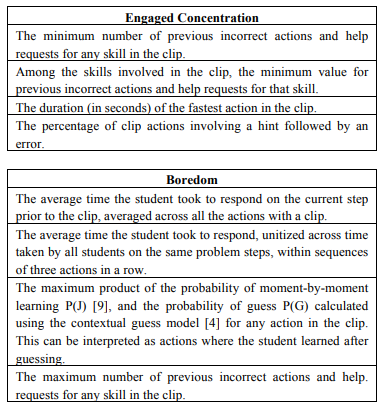 Engaged Concentration
The minimum number of previous incorrect actions and help
requests for any skill in the clip.
Among the skills involved in the clip, the minimum value for
previous incorrect actions and help requests for that skill.
The duration (in seconds) of the fastest action in the clip.
The percentage of clip actions involving a hint followed by an
error.
Boredom
The average time the student took to respond on the current step
prior to the clip, averaged across all the actions with a clip.
The average time the student took to respond, unitized across time
taken by all students on the same problem steps, within sequences
of three actions in a row.
The maximum product of the probability of moment-by-moment
learning P(J) [9], and the probability of guess P(G) calculated
using the contextual guess model [4] for any action in the clip.
This can be interpreted as actions where the student learned after
guessing.
The maximum number of previous incorrect actions and help.
requests for any skill in the clip.